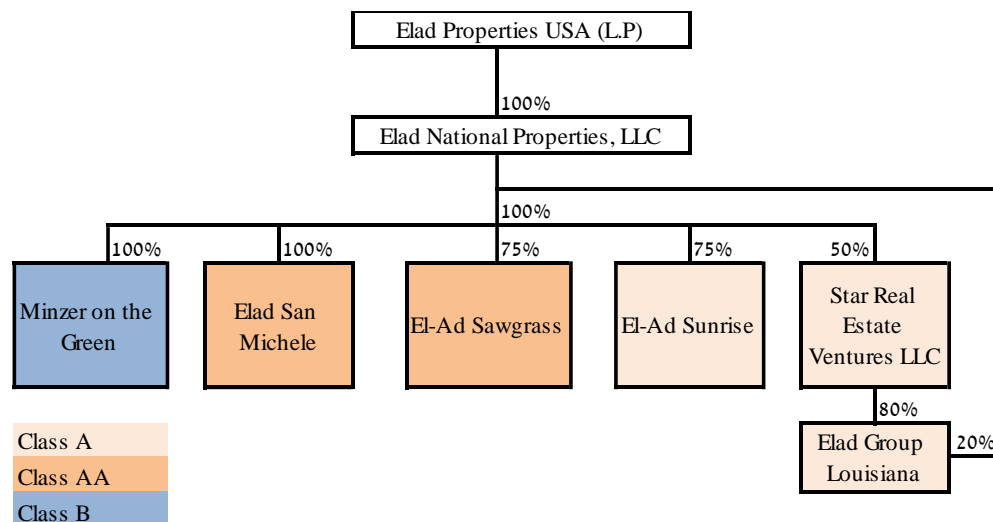 Elad Properties USA (L.P)
100%
Elad National Properties, LLC
100%
100%
100%
75%
75%
50%
Minzer on the
Green
Elad San
Michele
El-Ad Sawgrass
El-Ad Sunrise
Star Real
Estate
Ventures LLC
80%
Elad Group
Louisiana
20%
Class A
Class AA
Class B